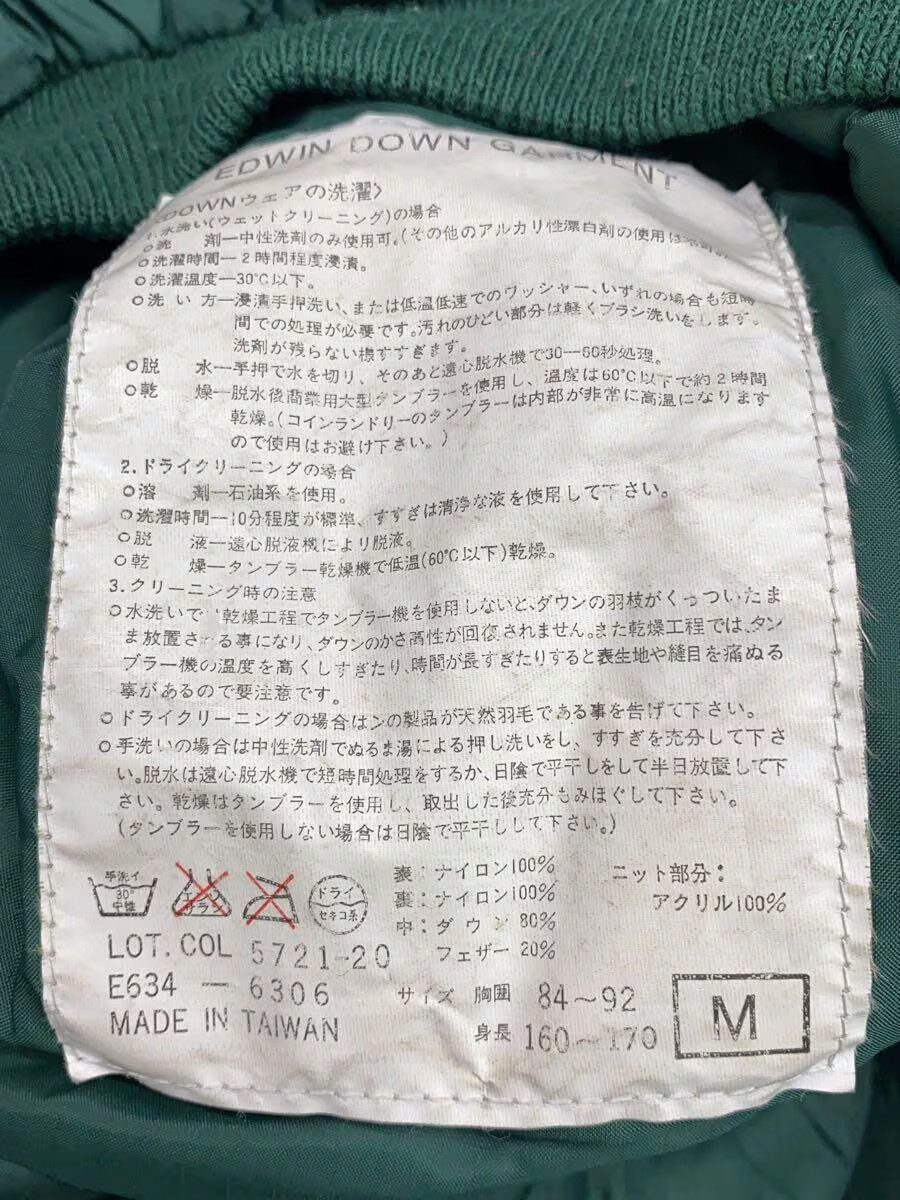 EDWIN DOWN GARMENT
DOWNウェアの洗濯〉
1.水洗い(ウェットクリーニング)の場合
○洗 剤—中性洗剤のみ使用可。(その他のアルカリ性漂白剤の使用は
○洗濯時間—2時間程度浸漬。
○洗濯温度—30℃以下。
○洗い方—浸漬手押洗い、または低温低速でのワッシャー、いずれの場合も短時
間での処理が必要です。汚れのひどい部分は軽くブラシ洗いをします。
洗剤が残らない様すすぎます。
○脱 水—手押で水を切り、そのあと遠心脱水機で30—60秒処理。
○乾 燥—脱水後商業用大型タンブラーを使用し、温度は60℃以下で約2時間
乾燥。(コインランドリーのタンブラーは内部が非常に高温になります
ので使用はお避け下さい。)
2.ドライクリーニングの場合
○溶 剤—石油系を使用。
○洗濯時間—10分程度が標準、すすぎは清浄な液を使用して下さい。
○脱 液—遠心脱液機により脱液。
○乾 燥—タンブラー乾燥機で低温(60℃以下)乾燥。
3.クリーニング時の注意
○水洗いで 乾燥工程でタンブラー機を使用しないと、ダウンの羽枝がくっついたま
ま放置される事になり、ダウンのかさ高性が回復されません。また乾燥工程では、タン
ブラー機の温度を高くしすぎたり、時間が長すぎたりすると表生地や縫目を痛める
事があるので要注意です。
○ドライクリーニングの場合はンの製品が天然羽毛である事を告げて下さい。
○手洗いの場合は中性洗剤でぬるま湯による押し洗いをし、すすぎを充分して下さ
い。脱水は遠心脱水機で短時間処理をするか、日陰で平干しをして半日放置して下
さい。乾燥はタンブラーを使用し、取出した後充分もみほぐして下さい。
(タンブラーを使用しない場合は日陰で平干しして下さい。)
手洗イ
30°
中性
エンソ
サラシ
ドライ
セキユ系
表:ナイロン100%
裏:ナイロン100%
中:ダウン 80%
フェザー 20%
ニット部分:
アクリル100%
LOT. COL 5721-20
E634 — 6306
MADE IN TAIWAN
サイズ 胸囲 84~92
身長 160~170
M